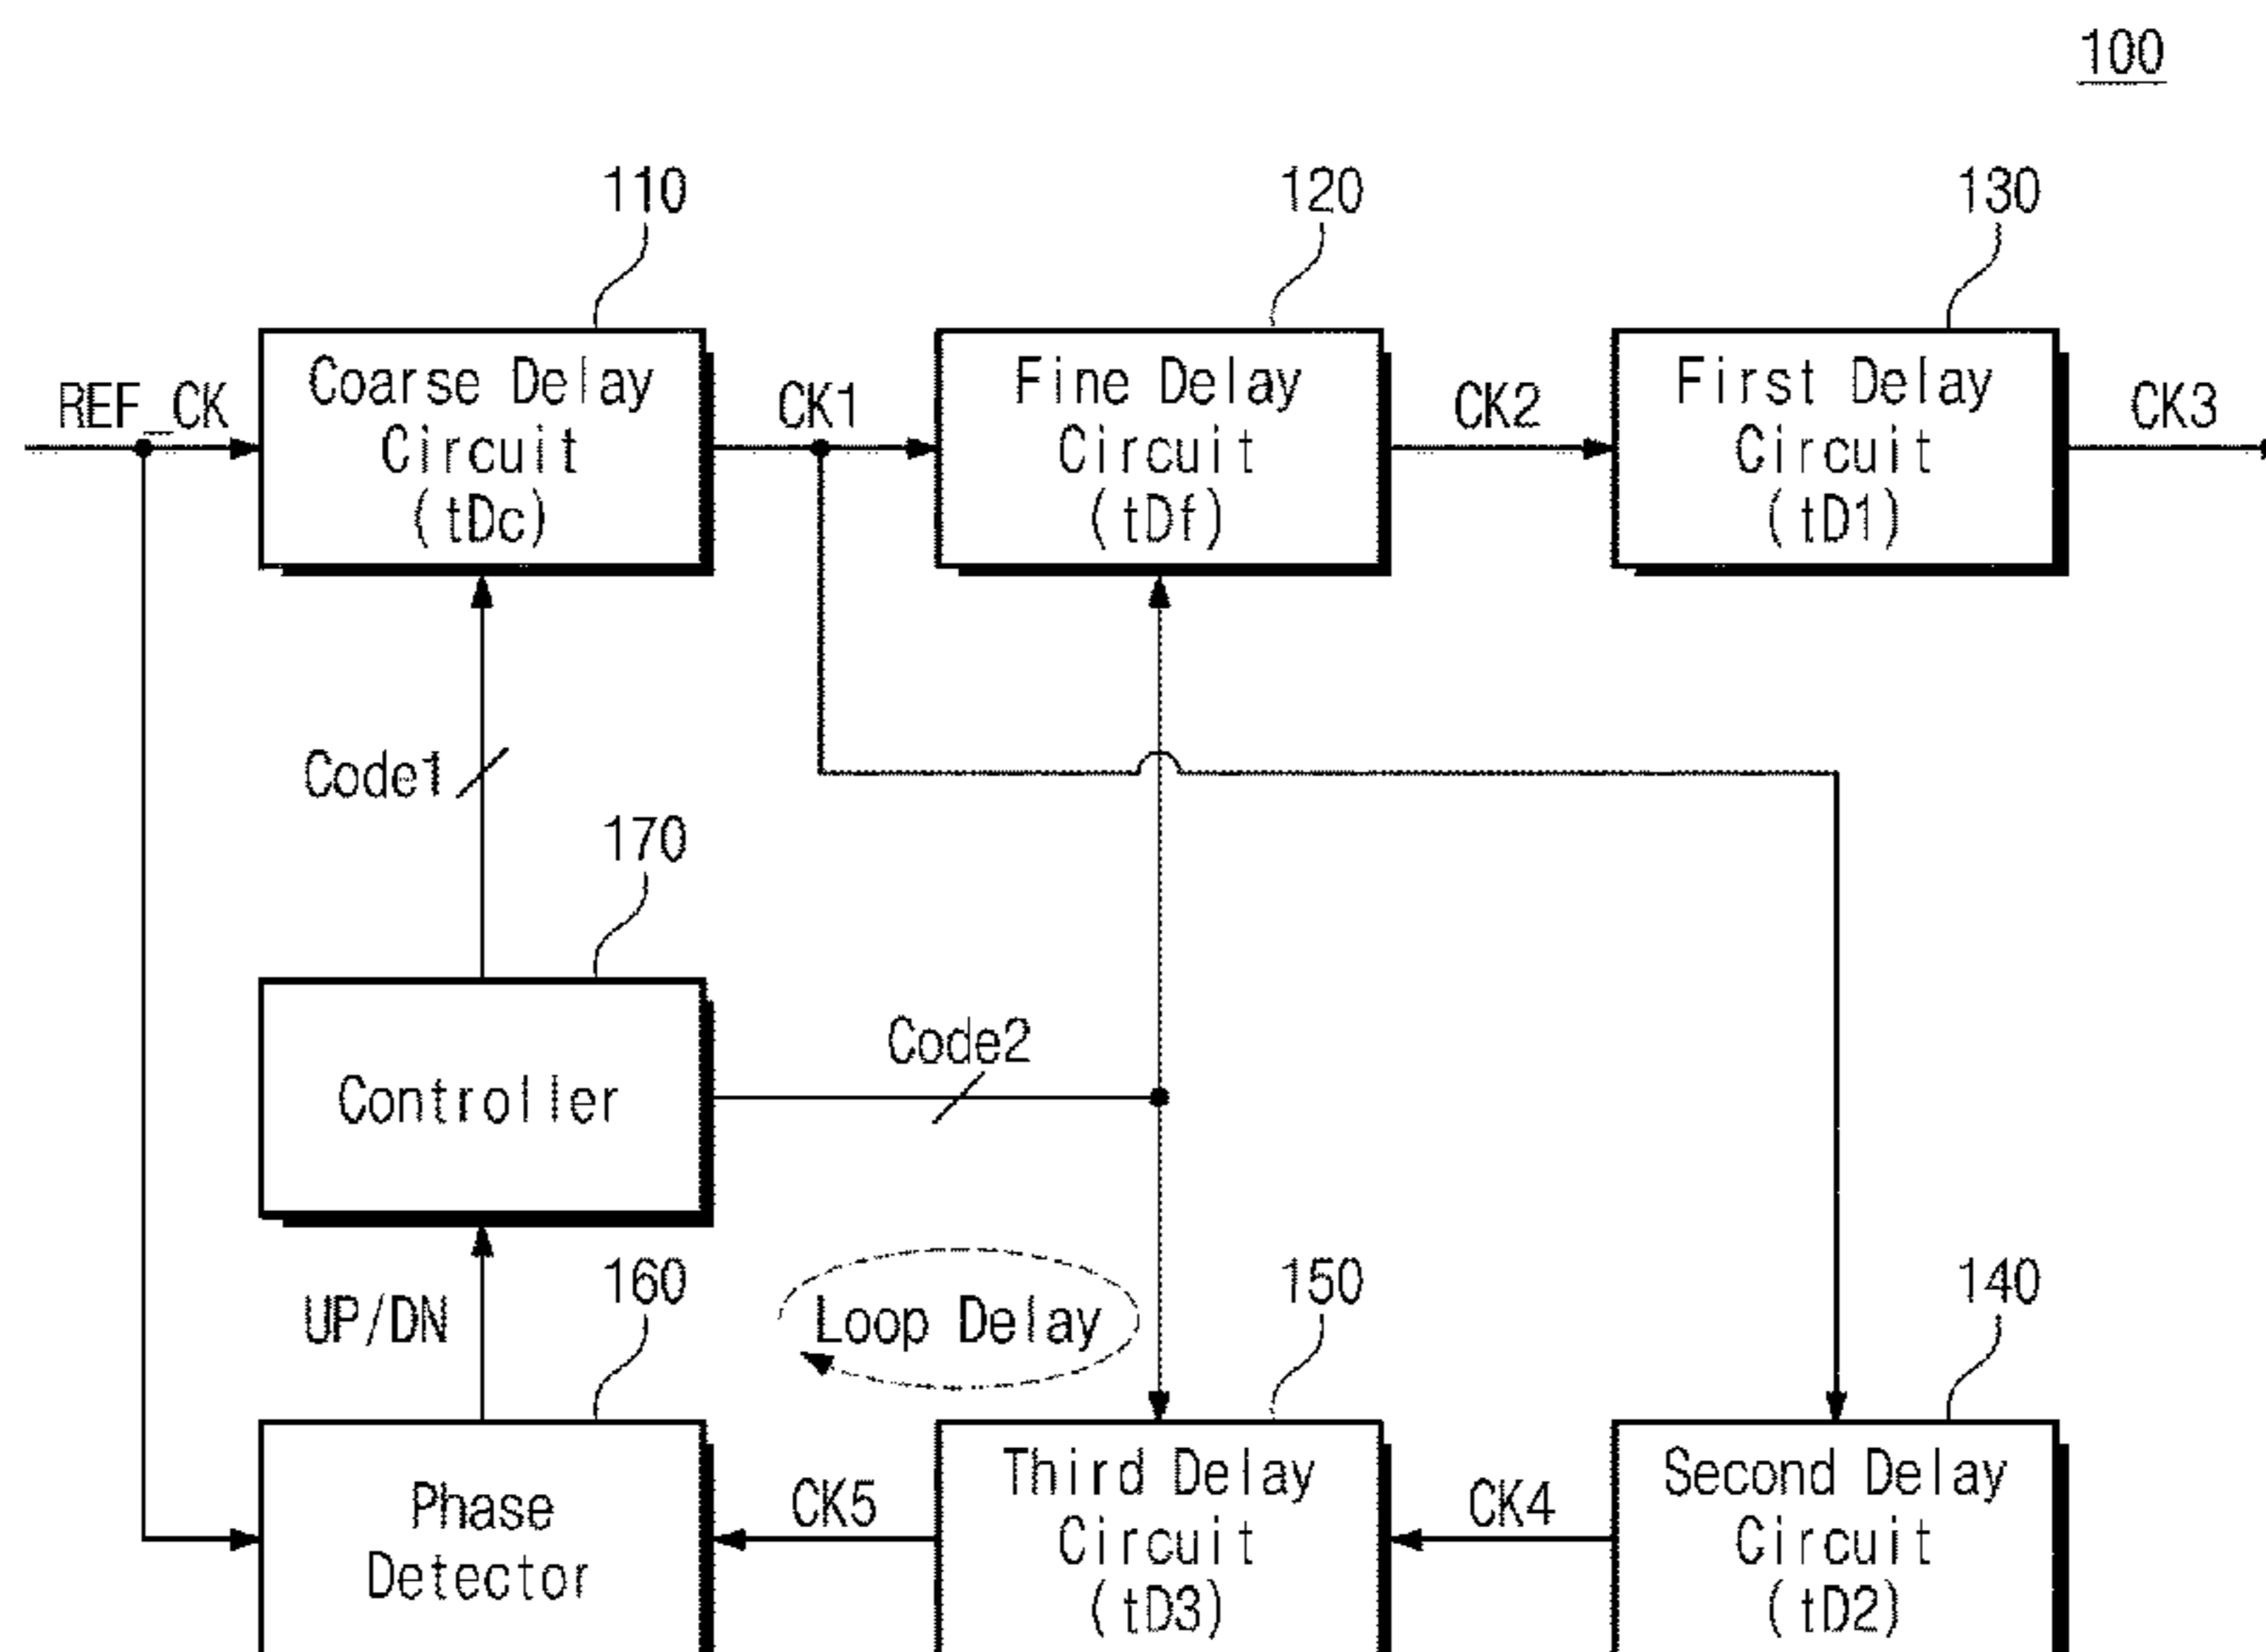 100
110
120
130
REF_CK
Coarse Delay
Circuit
(tDc)
CK1
Fine Delay
Circuit
(tDf)
CK2
First Delay
Circuit
(tD1)
CK3
Code1
170
Controller
Code2
UP/DN
160
Loop Delay
150
140
Phase
Detector
CK5
Third Delay
Circuit
(tD3)
CK4
Second Delay
Circuit
(tD2)